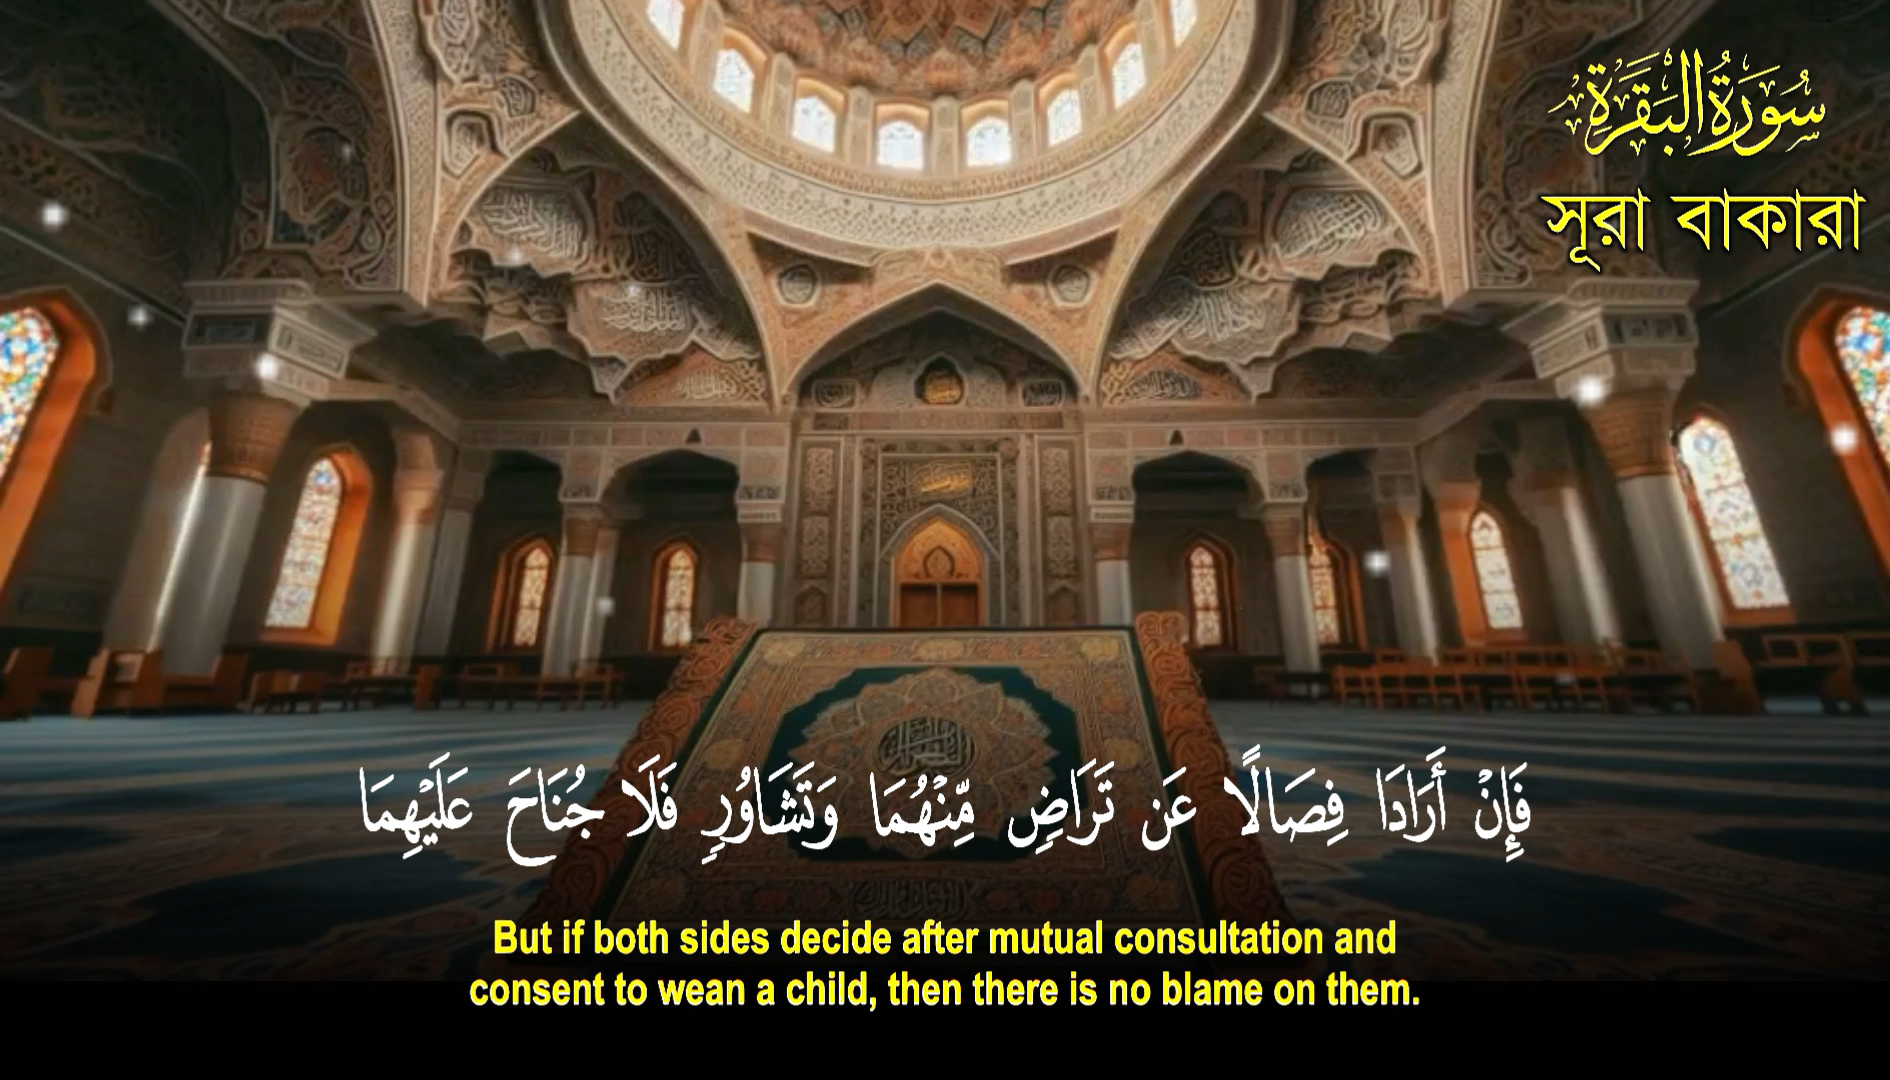 سُورَةُ البَقَرَةِ
সূরা বাকারা
فَإِنْ أَرَادَا فِصَالًا عَن تَرَاضٍ مِّنْهُمَا وَتَشَاوُرٍ فَلَا جُنَاحَ عَلَيْهِمَا
But if both sides decide after mutual consultation and
consent to wean a child, then there is no blame on them.